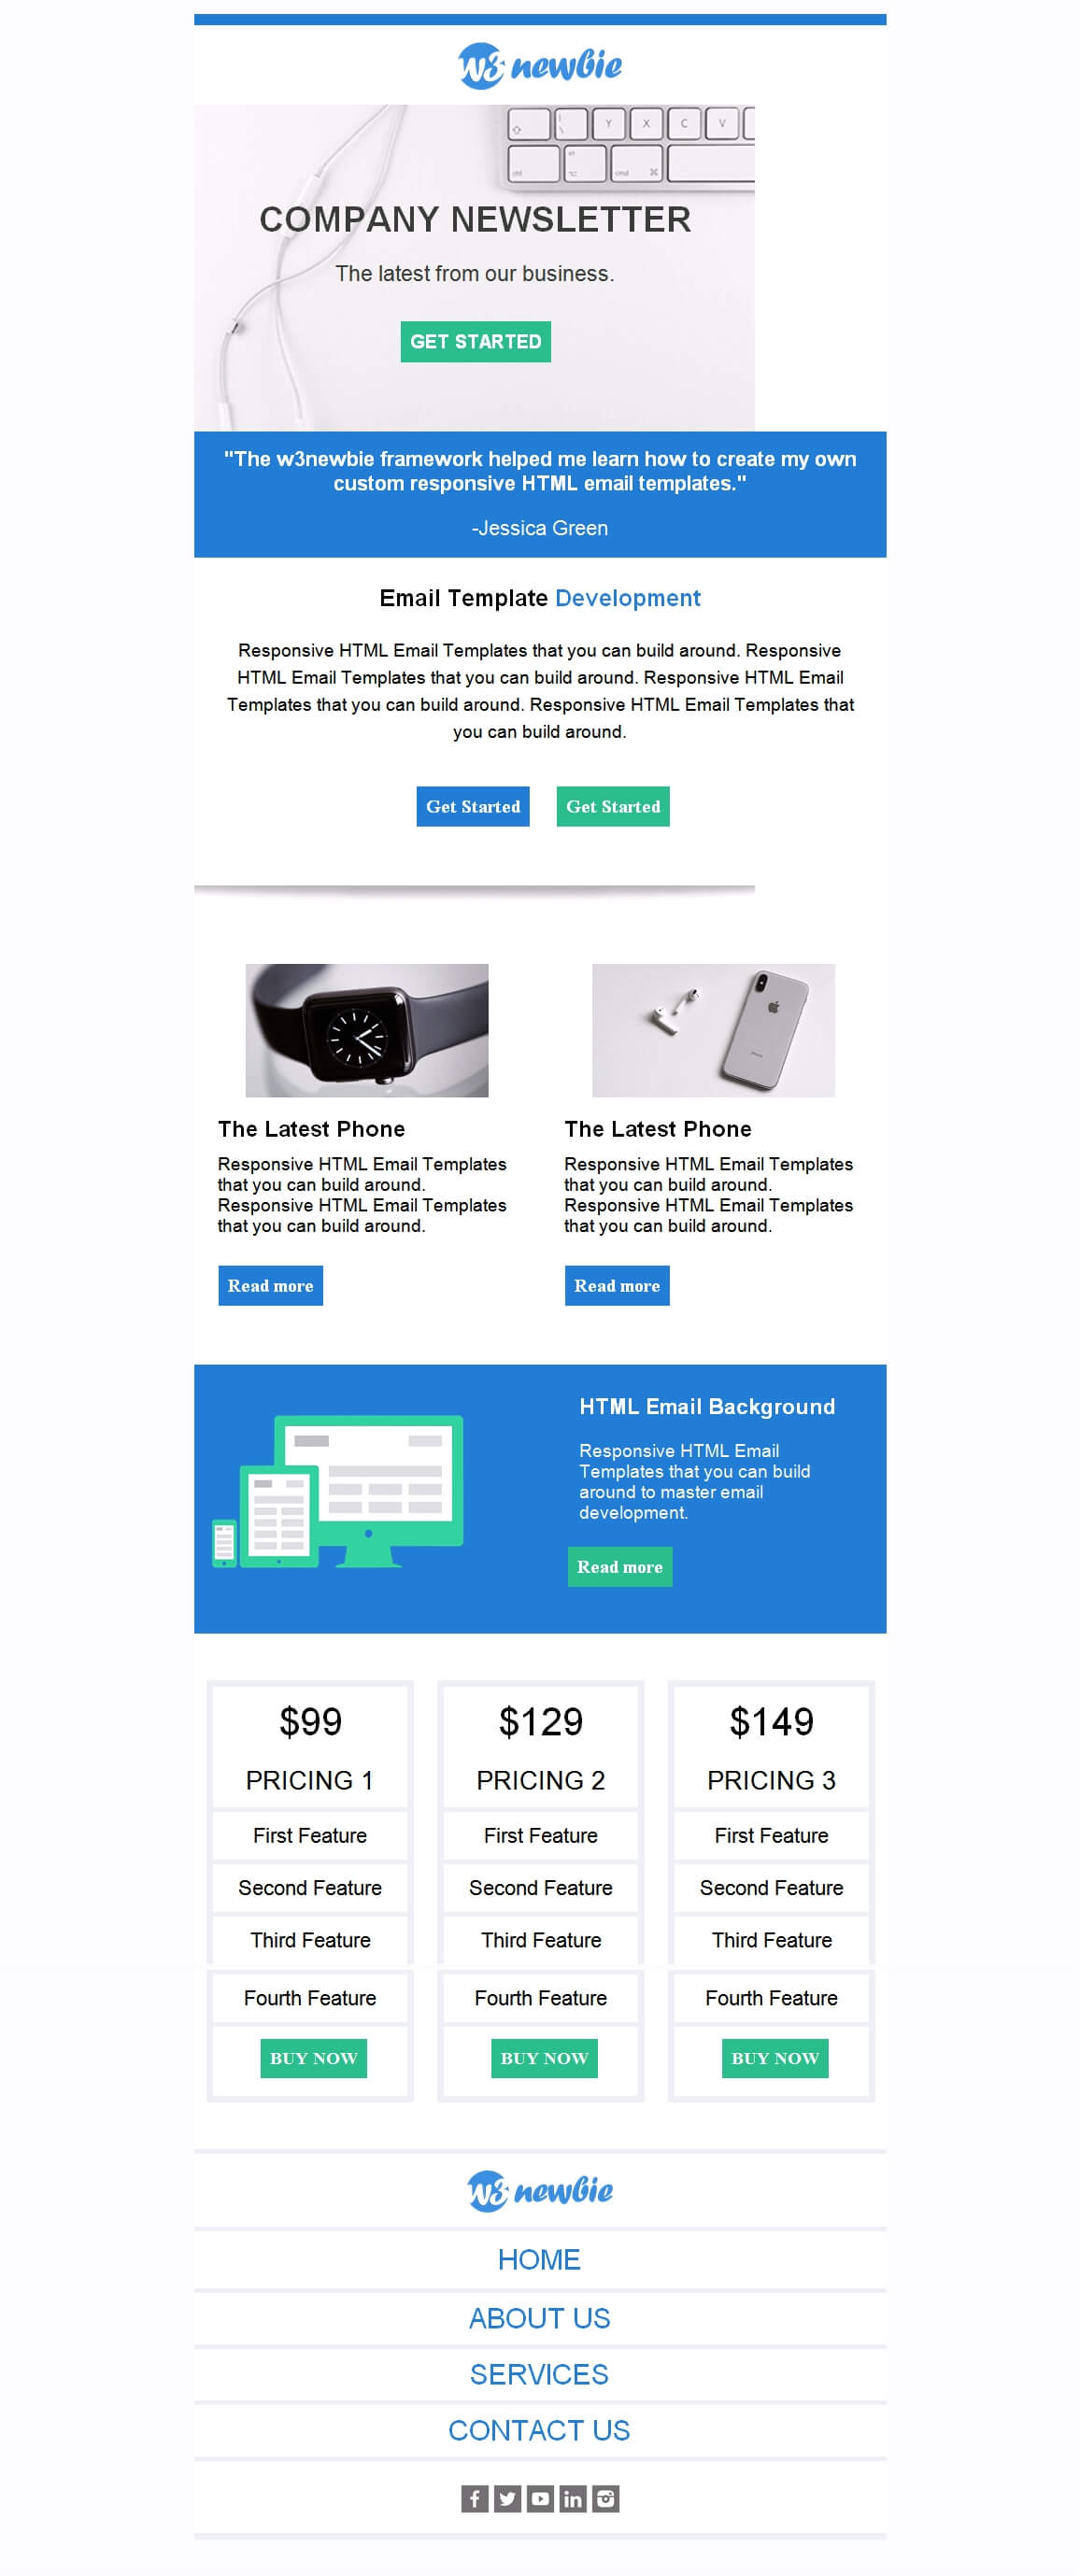 W3 newbie
Y X C V
ctrl cmd
COMPANY NEWSLETTER
The latest from our business.
GET STARTED
"The w3newbie framework helped me learn how to create my own
custom responsive HTML email templates."
-Jessica Green
Email Template Development
Responsive HTML Email Templates that you can build around. Responsive
HTML Email Templates that you can build around. Responsive HTML Email
Templates that you can build around. Responsive HTML Email Templates that
you can build around.
Get Started Get Started
The Latest Phone
Responsive HTML Email Templates
that you can build around.
Responsive HTML Email Templates
that you can build around.
Read more
The Latest Phone
Responsive HTML Email Templates
that you can build around.
Responsive HTML Email Templates
that you can build around.
Read more
HTML Email Background
Responsive HTML Email
Templates that you can build
around to master email
development.
Read more
$99
PRICING 1
First Feature
Second Feature
Third Feature
Fourth Feature
BUY NOW
$129
PRICING 2
First Feature
Second Feature
Third Feature
Fourth Feature
BUY NOW
$149
PRICING 3
First Feature
Second Feature
Third Feature
Fourth Feature
BUY NOW
W3 newbie
HOME
ABOUT US
SERVICES
CONTACT US